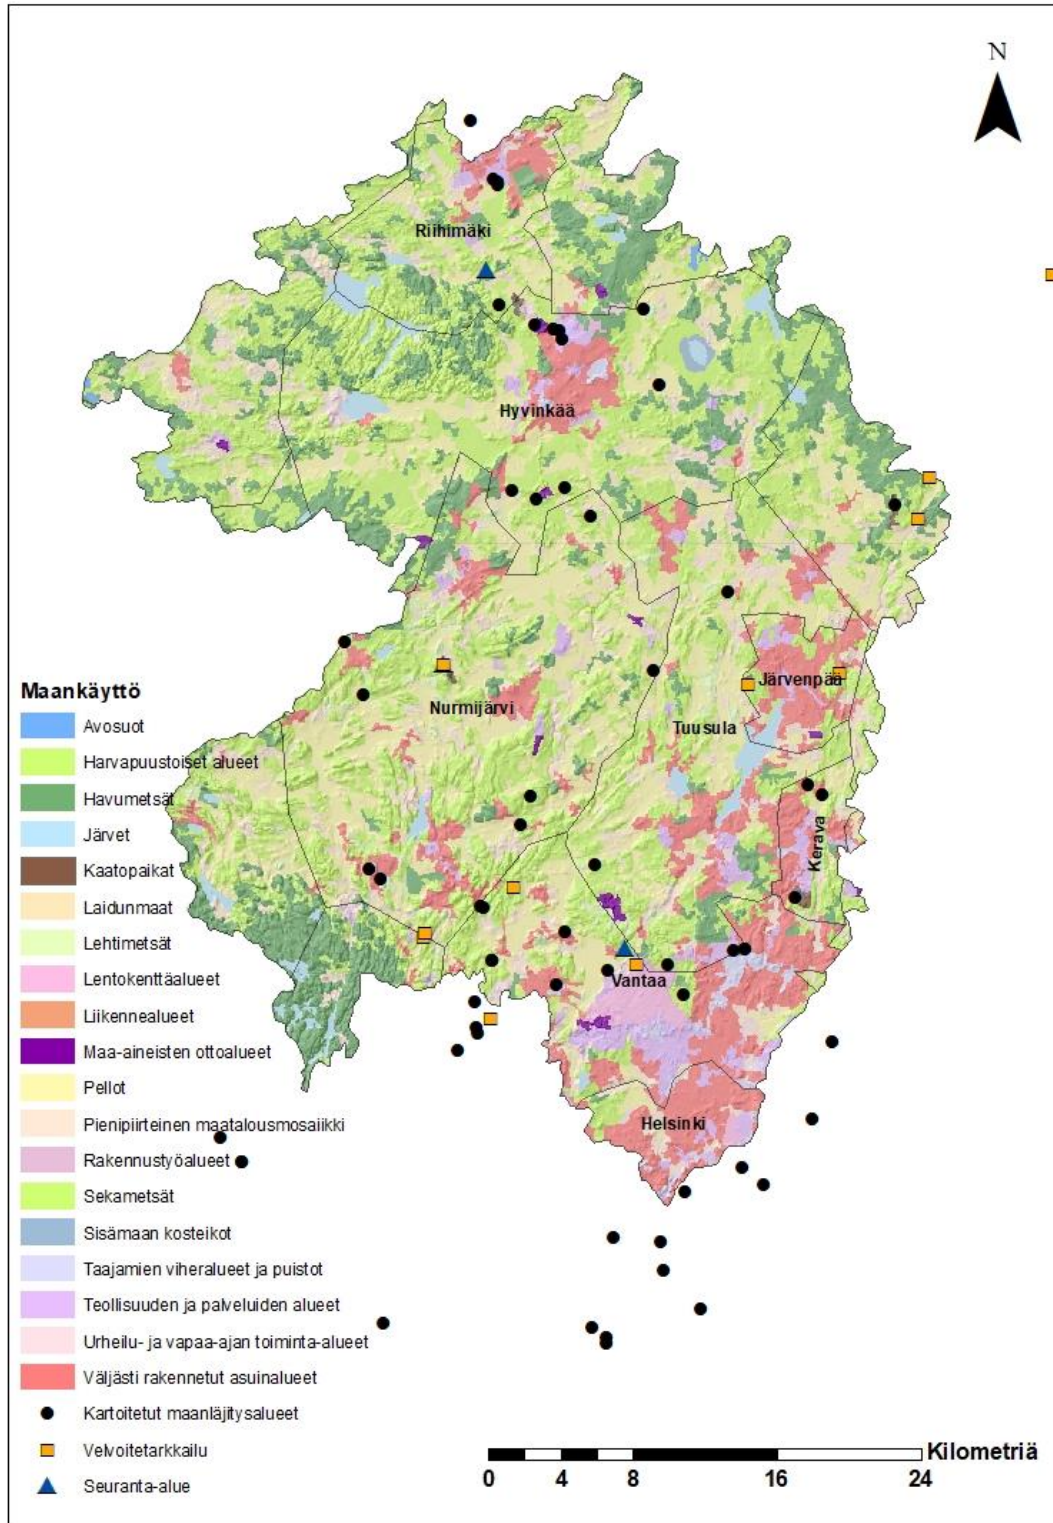 N
Riihimäki
Hyvinkää
Järvenpää
Nurmijärvi
Tuusula
Kerava
Vantaa
Helsinki
Maankäyttö
Avosuot
Harvapuustoiset alueet
Havumetsät
Järvet
Kaatopaikat
Laidunmaat
Lehtimetsät
Lentokenttäalueet
Liikennealueet
Maa-aineisten ottoalueet
Pellot
Pienipiirteinen maatalousmosaiikki
Rakennustyöalueet
Sekametsät
Sisämaan kosteikot
Taajamien viheralueet ja puistot
Teollisuuden ja palveluiden alueet
Urheilu- ja vapaa-ajan toiminta-alueet
Väljästi rakennetut asuinalueet
Kartoitetut maanläjitysalueet
Velvoitetarkkailu
Seuranta-alue
Kilometriä
0 4 8 16 24